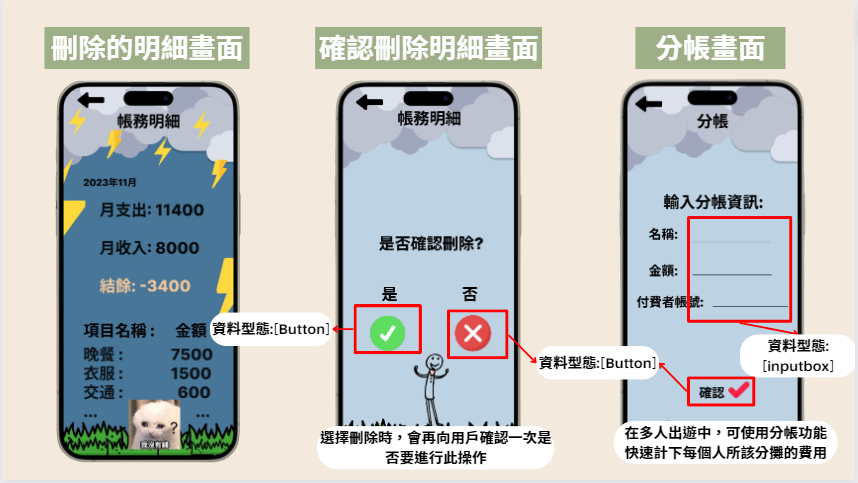 刪除的明細畫面
確認刪除明細畫面
分帳畫面
帳務明細
2023年11月
月支出: 11400
月收入: 8000
結餘: -3400
項目名稱: 金額
晚餐: 7500
衣服: 1500
交通: 600
... ...
?
我沒有錢
帳務明細
是否確認刪除?
是 否
資料型態:[Button]
資料型態:[Button]
選擇刪除時，會再向用戶確認一次是
否要進行此操作
分帳
輸入分帳資訊:
名稱:
金額:
付費者帳號:
資料型態:
[inputbox]
確認
在多人出遊中，可使用分帳功能
快速計下每個人所該分攤的費用